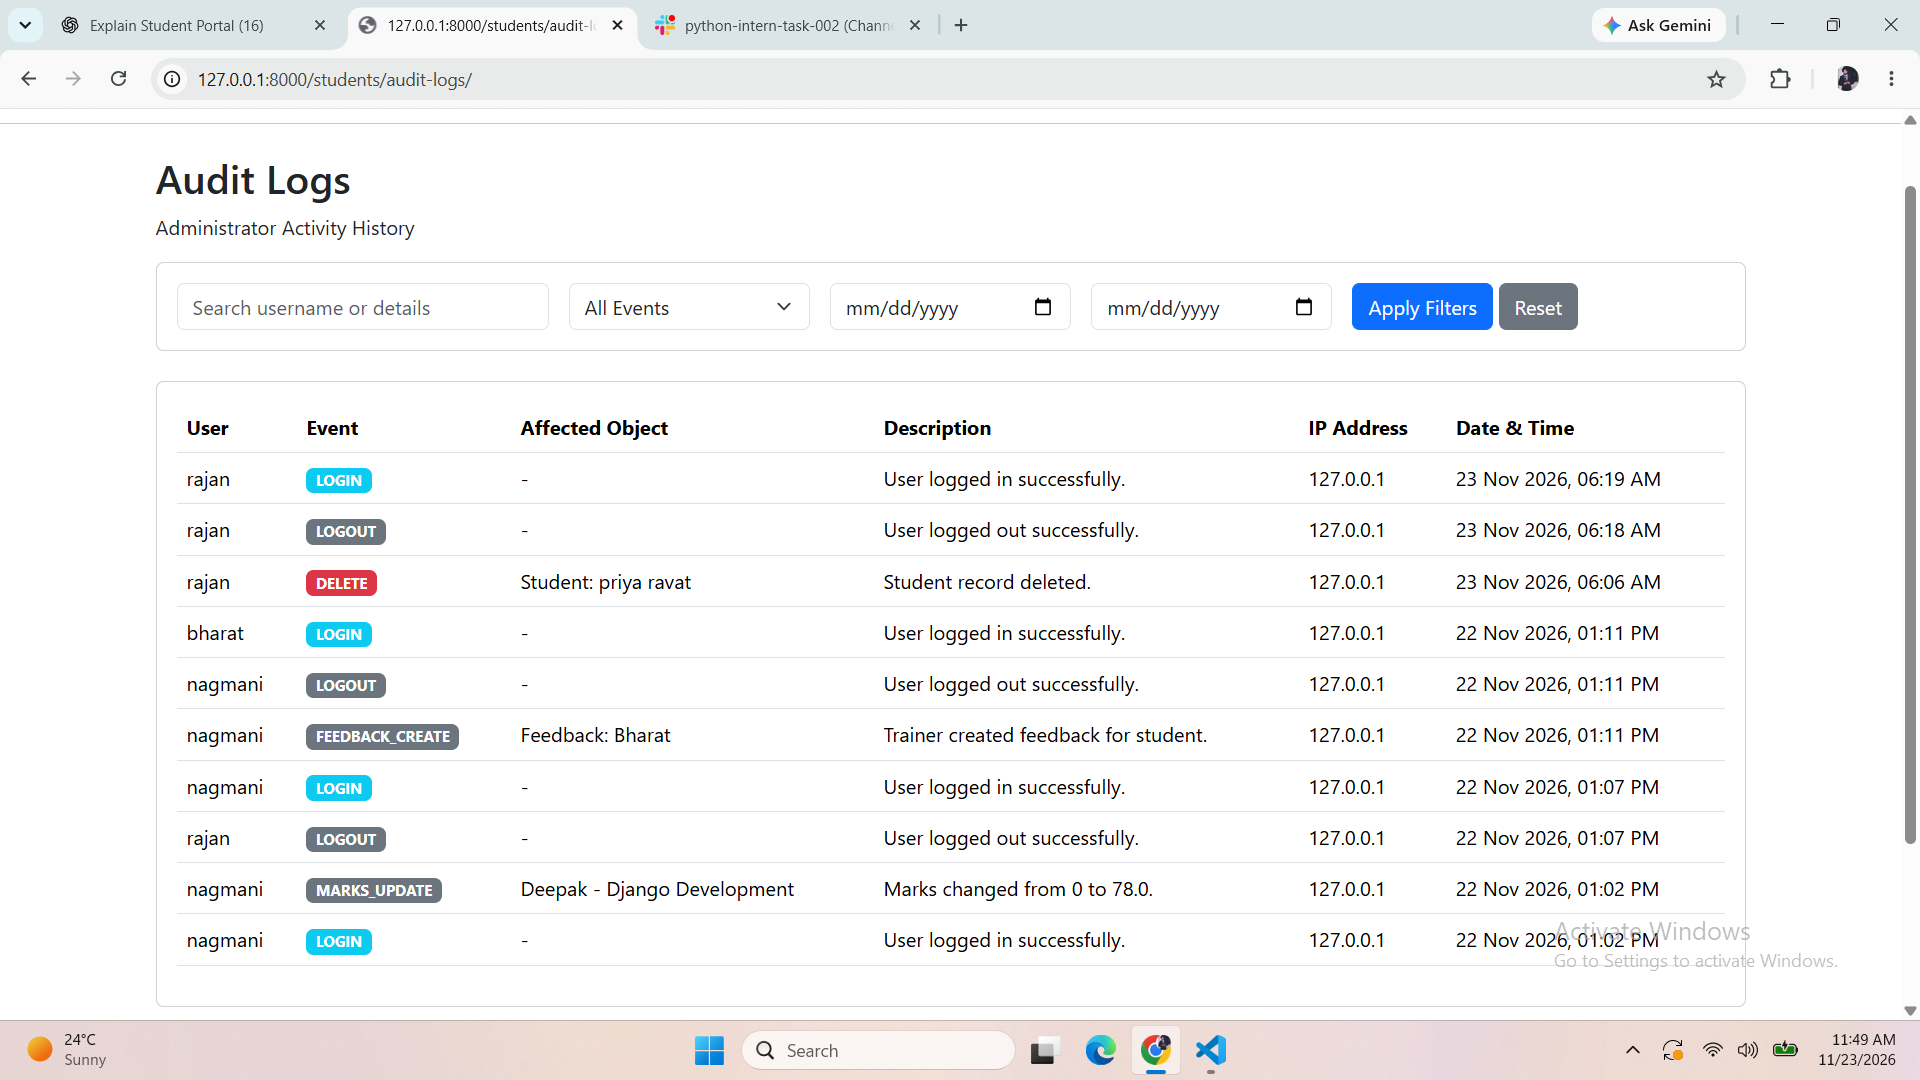 Explain Student Portal (16)
127.0.0.1:8000/students/audit-l
python-intern-task-002 (Chann
Ask Gemini
127.0.0.1:8000/students/audit-logs/
Audit Logs
Administrator Activity History
Search username or details
All Events
mm/dd/yyyy
mm/dd/yyyy
Apply Filters
Reset
User Event Affected Object Description IP Address Date & Time
rajan LOGIN - User logged in successfully. 127.0.0.1 23 Nov 2026, 06:19 AM
rajan LOGOUT - User logged out successfully. 127.0.0.1 23 Nov 2026, 06:18 AM
rajan DELETE Student: priya ravat Student record deleted. 127.0.0.1 23 Nov 2026, 06:06 AM
bharat LOGIN - User logged in successfully. 127.0.0.1 22 Nov 2026, 01:11 PM
nagmani LOGOUT - User logged out successfully. 127.0.0.1 22 Nov 2026, 01:11 PM
nagmani FEEDBACK_CREATE Feedback: Bharat Trainer created feedback for student. 127.0.0.1 22 Nov 2026, 01:11 PM
nagmani LOGIN - User logged in successfully. 127.0.0.1 22 Nov 2026, 01:07 PM
rajan LOGOUT - User logged out successfully. 127.0.0.1 22 Nov 2026, 01:07 PM
nagmani MARKS_UPDATE Deepak - Django Development Marks changed from 0 to 78.0. 127.0.0.1 22 Nov 2026, 01:02 PM
nagmani LOGIN - User logged in successfully. 127.0.0.1 22 Nov 2026, 01:02 PM
Activate Windows
Go to Settings to activate Windows.
24°C
Sunny
Search
11:49 AM
11/23/2026